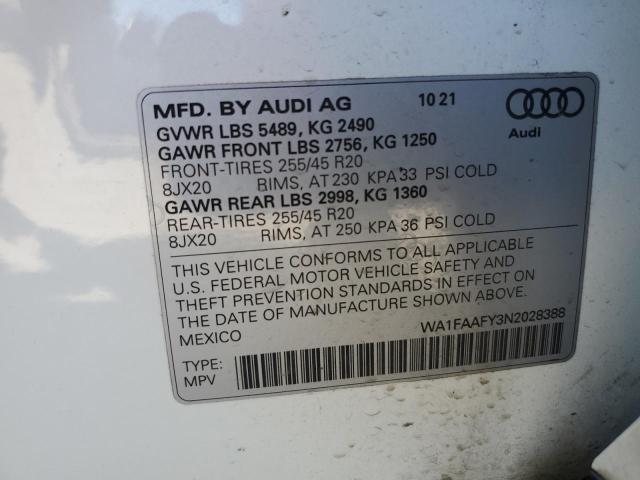 MFD. BY AUDI AG 10 21
GVWR LBS 5489, KG 2490
GAWR FRONT LBS 2756, KG 1250
FRONT-TIRES 255/45 R20
8JX20 RIMS, AT 230 KPA 33 PSI COLD
GAWR REAR LBS 2998, KG 1360
REAR-TIRES 255/45 R20
8JX20 RIMS, AT 250 KPA 36 PSI COLD
Audi
THIS VEHICLE CONFORMS TO ALL APPLICABLE
U.S. FEDERAL MOTOR VEHICLE SAFETY AND
THEFT PREVENTION STANDARDS IN EFFECT ON
THE DATE OF MANUFACTURE SHOWN ABOVE.
MEXICO WA1FAAFY3N2028388
TYPE:
MPV